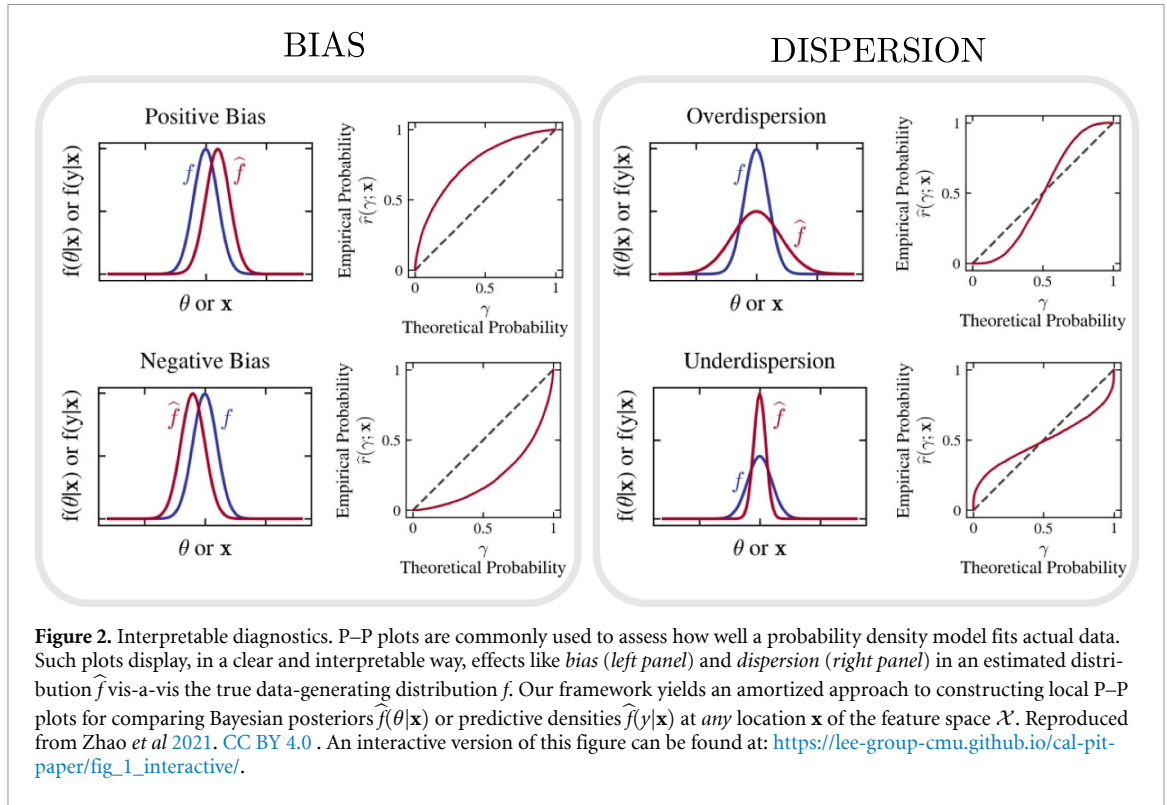 BIAS
DISPERSION
Positive Bias
f(θ|x) or f(y|x)
f
f̂
θ or x
Empirical Probability
r̂(γ; x)
1
0.5
0
0
0.5
1
γ
Theoretical Probability
Overdispersion
f(θ|x) or f(y|x)
f
f̂
θ or x
Empirical Probability
r̂(γ; x)
1
0.5
0
0
0.5
1
γ
Theoretical Probability
Negative Bias
f(θ|x) or f(y|x)
f̂
f
θ or x
Empirical Probability
r̂(γ; x)
1
0.5
0
0
0.5
1
γ
Theoretical Probability
Underdispersion
f(θ|x) or f(y|x)
f̂
f
θ or x
Empirical Probability
r̂(γ; x)
1
0.5
0
0
0.5
1
γ
Theoretical Probability
Figure 2. Interpretable diagnostics. P–P plots are commonly used to assess how well a probability density model fits actual data.
Such plots display, in a clear and interpretable way, effects like bias (left panel) and dispersion (right panel) in an estimated distri-
bution f̂ vis-a-vis the true data-generating distribution f. Our framework yields an amortized approach to constructing local P–P
plots for comparing Bayesian posteriors f̂(θ|x) or predictive densities f̂(y|x) at any location x of the feature space 𝒳. Reproduced
from Zhao et al 2021. CC BY 4.0 . An interactive version of this figure can be found at: https://lee-group-cmu.github.io/cal-pit-
paper/fig_1_interactive/.